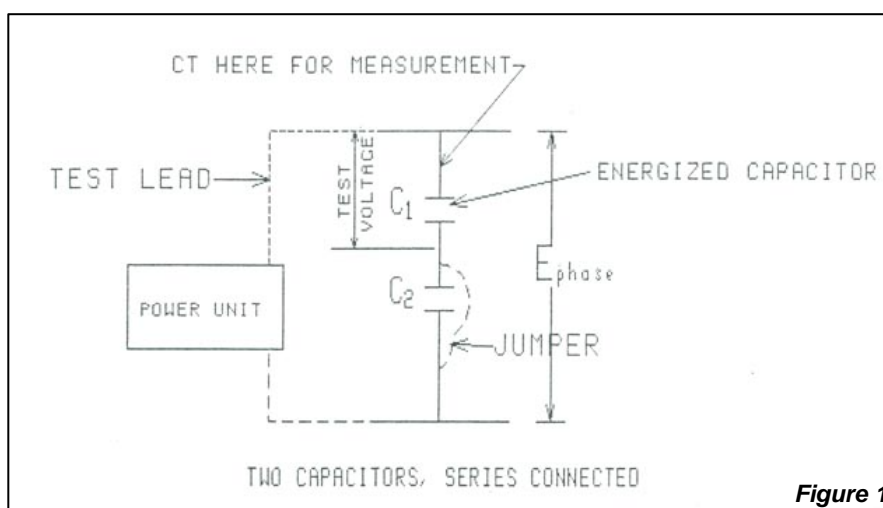 CT HERE FOR MEASUREMENT
TEST LEAD
TEST
VOLTAGE
C1
ENERGIZED CAPACITOR
Ephase
C2
POWER UNIT
JUMPER
TWO CAPACITORS, SERIES CONNECTED
Figure 1